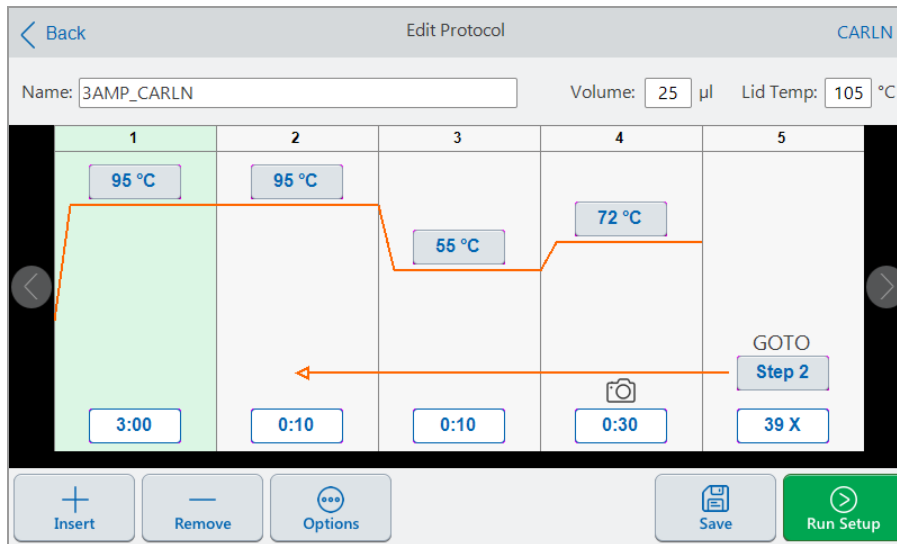 Back
Edit Protocol
CARLN
Name: 3AMP_CARLN
Volume: 25 µl
Lid Temp: 105 °C
1 2 3 4 5
95 °C
95 °C
55 °C
72 °C
GOTO
Step 2
3:00 0:10 0:10 0:30 39 X
Insert
Remove
Options
Save
Run Setup